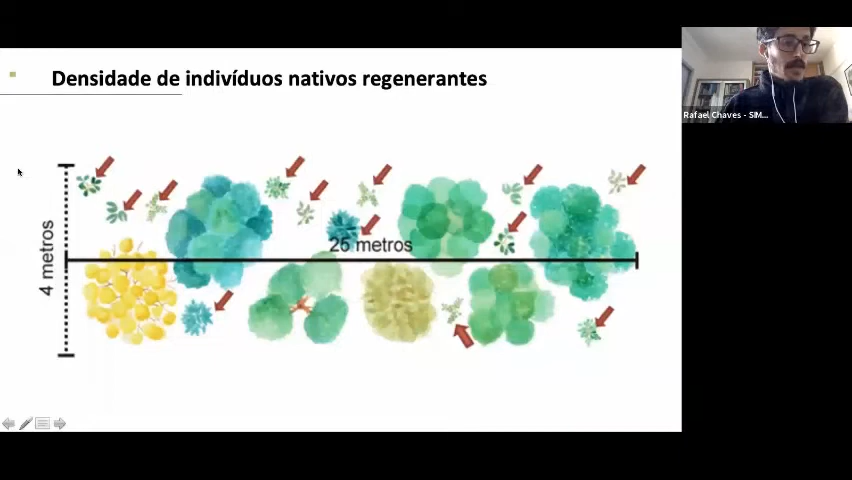 Densidade de indivíduos nativos regenerantes
Rafael Chaves - SIM...
25 metros
4 metros